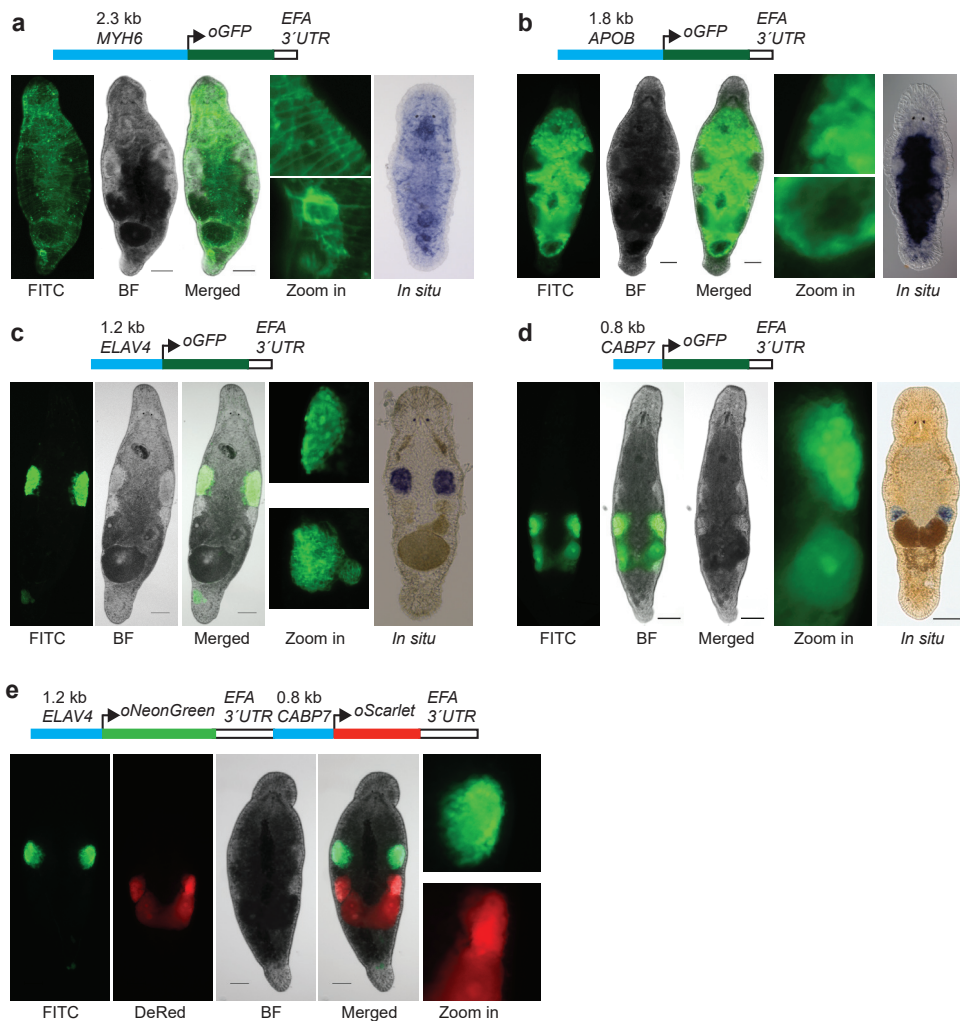 a
2.3 kb
MYH6
oGFP
EFA
3´UTR
FITC
BF
Merged
Zoom in
In situ
b
1.8 kb
APOB
oGFP
EFA
3´UTR
FITC
BF
Merged
Zoom in
In situ
c
1.2 kb
ELAV4
oGFP
EFA
3´UTR
FITC
BF
Merged
Zoom in
In situ
d
0.8 kb
CABP7
oGFP
EFA
3´UTR
FITC
BF
Merged
Zoom in
In situ
e
1.2 kb
ELAV4
oNeonGreen
EFA
3´UTR
0.8 kb
CABP7
oScarlet
EFA
3´UTR
FITC
DeRed
BF
Merged
Zoom in